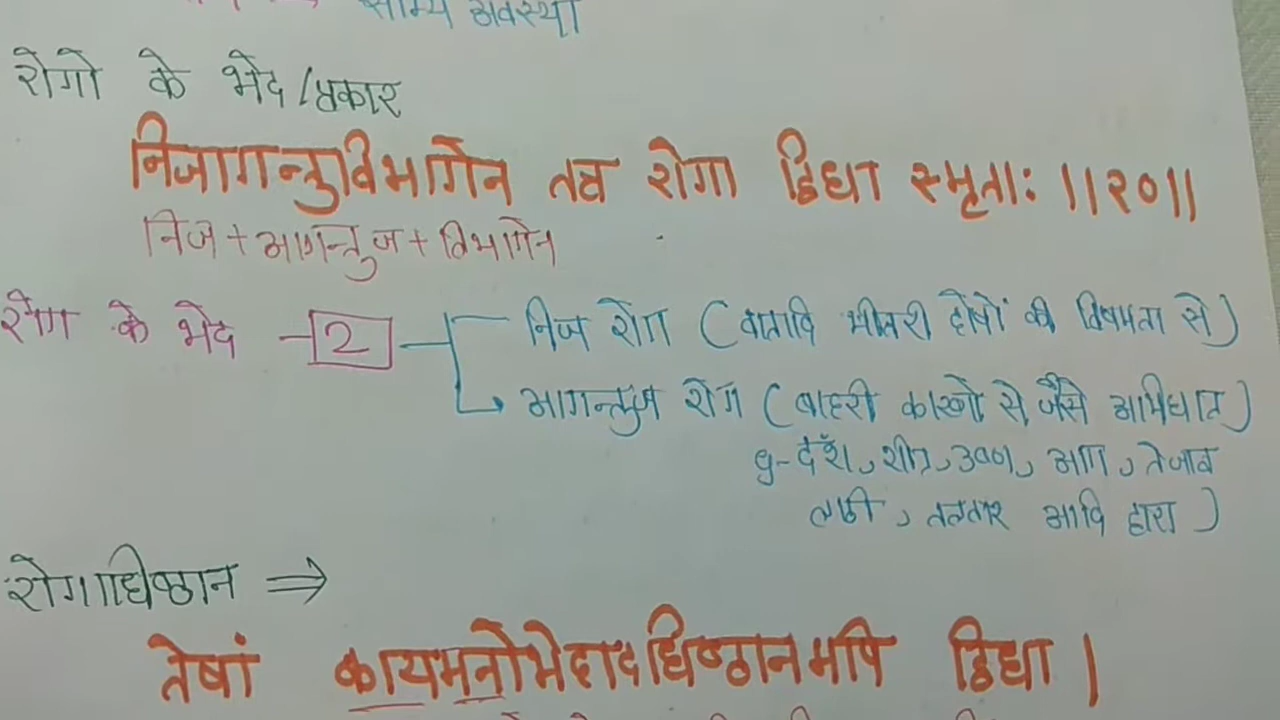 साम्य अवस्था
रोगो के भेद/प्रकार
निजागन्तुविभागेन तत्र रोगा द्विधा स्मृताः ||२०||
निज + आगन्तुज + विभागेन
रोग के भेद - 2 - निज रोग (वातादि भीतरी दोषों की विषमता से)
आगन्तुज रोग (बाहरी कारणो से, जैसे अभिघात)
दँश, शीत, उष्ण, आग, तेजाब
लाठी, तलवार आदि द्वारा)
रोगाधिष्ठान ⇒
तेषां कायमनोभेदादधिष्ठानमपि द्विधा |